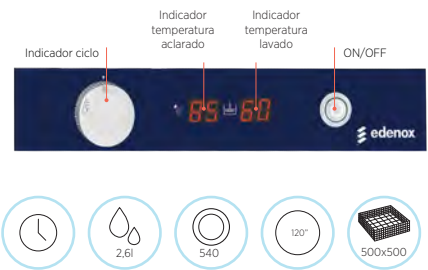 Indicador
temperatura
aclarado
Indicador
temperatura
lavado
Indicador ciclo
ON/OFF
85 60
edenox
2,6l
540
120"
500x500